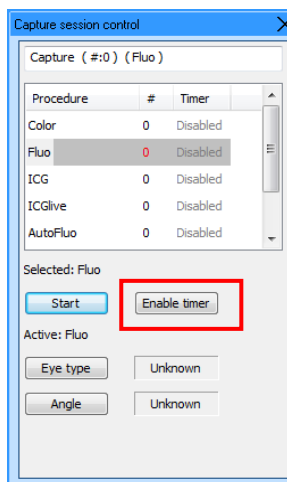 Capture session control
Capture ( #:0 ) ( Fluo )
Procedure # Timer
Color 0 Disabled
Fluo 0 Disabled
ICG 0 Disabled
ICGlive 0 Disabled
AutoFluo 0 Disabled
Selected: Fluo
Start Enable timer
Active: Fluo
Eye type Unknown
Angle Unknown